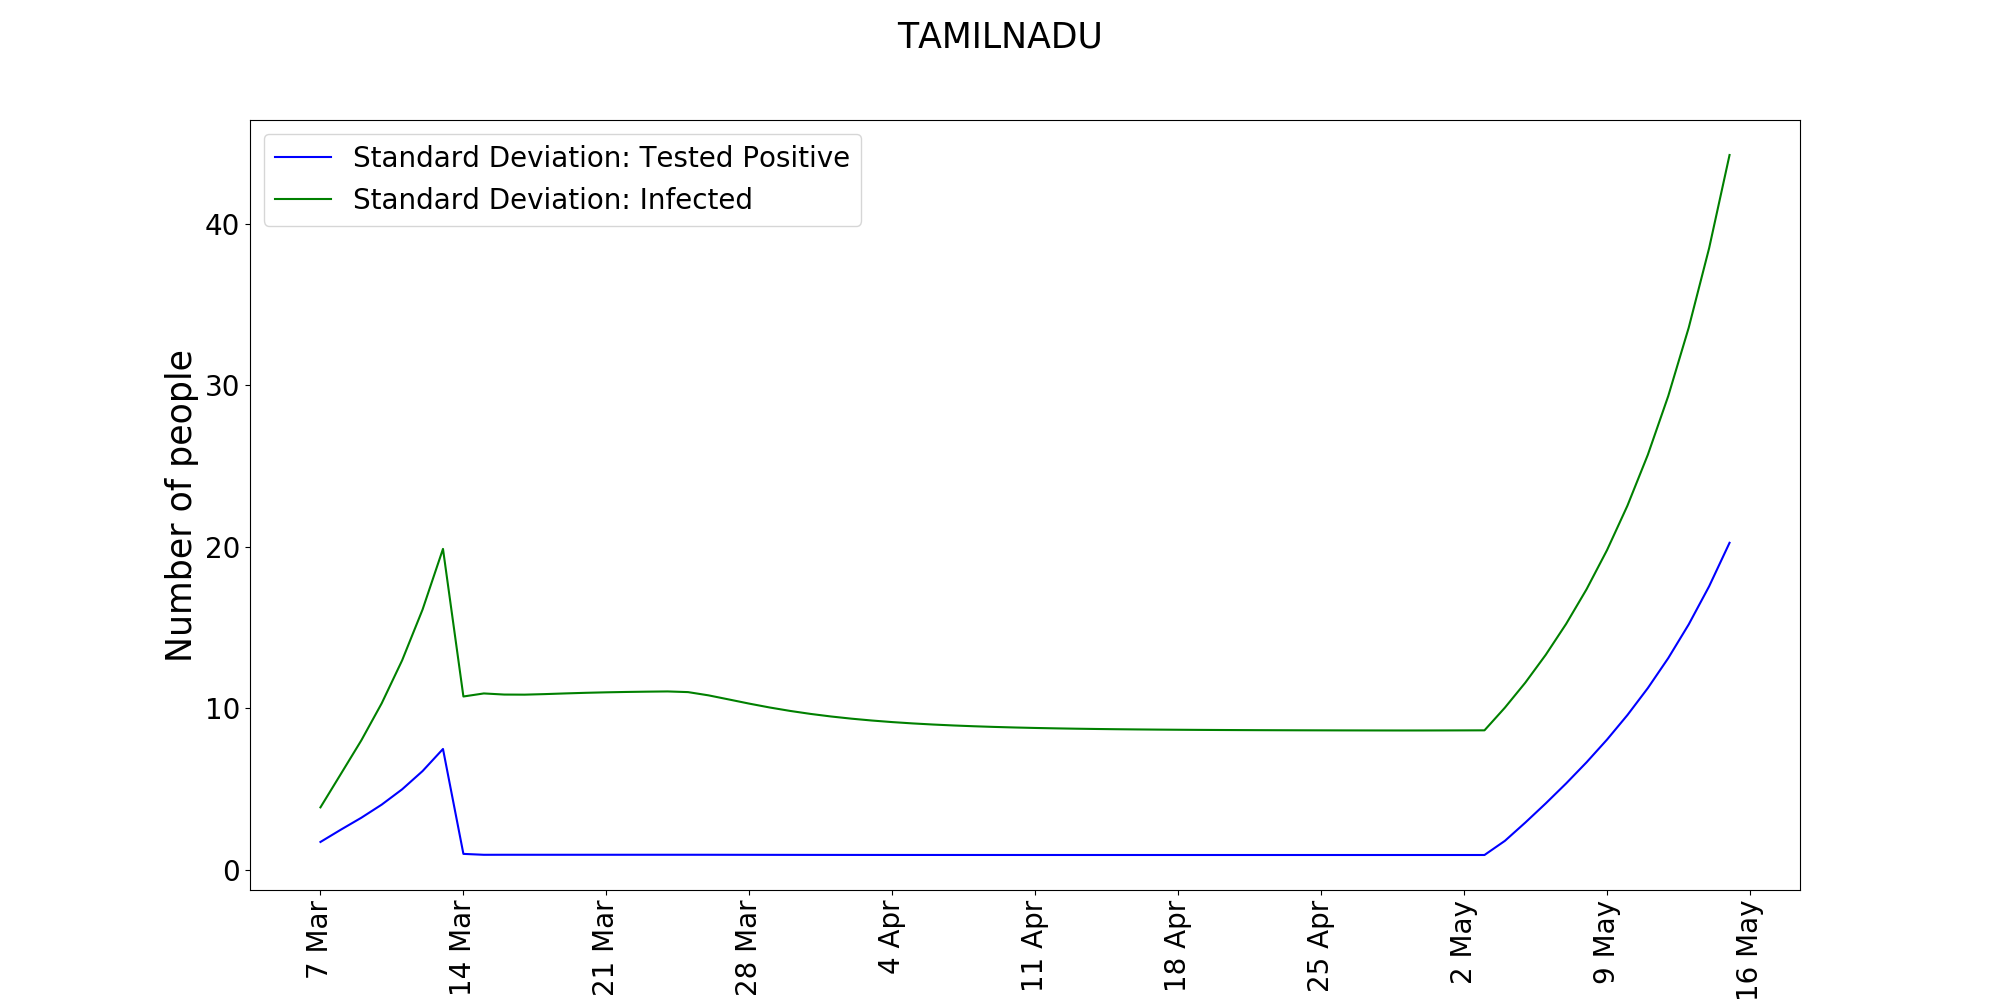 TAMILNADU
Standard Deviation: Tested Positive
Standard Deviation: Infected
Number of people
40
30
20
10
0
7 Mar
14 Mar
21 Mar
28 Mar
4 Apr
11 Apr
18 Apr
25 Apr
2 May
9 May
16 May